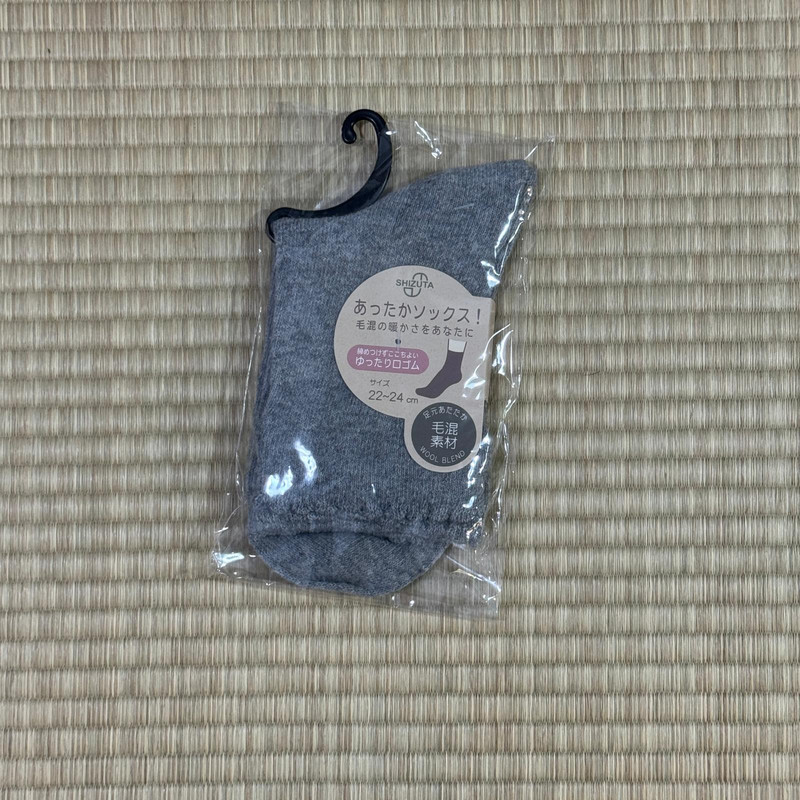 SHIZUTA
あったかソックス！
毛混の暖かさをあなたに
締めつけずここちよい
ゆったり口ゴム
サイズ
22~24 cm
足元あたたか
毛混
素材
WOOL BLEND